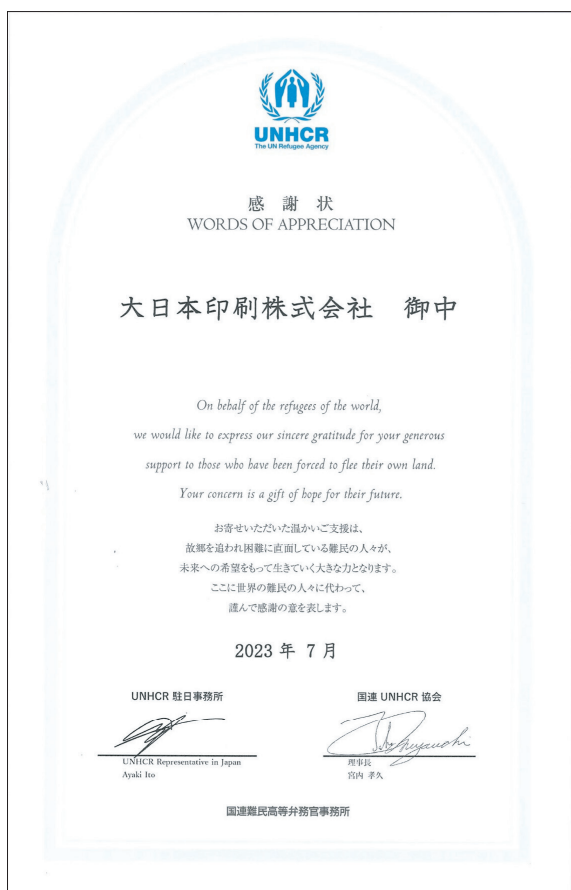 UNHCR
The UN Refugee Agency
感謝状
WORDS OF APPRECIATION
大日本印刷株式会社　御中
On behalf of the refugees of the world,
we would like to express our sincere gratitude for your generous
support to those who have been forced to flee their own land.
Your concern is a gift of hope for their future.
お寄せいただいた温かいご支援は、
故郷を追われ困難に直面している難民の人々が、
未来への希望をもって生きていく大きな力となります。
ここに世界の難民の人々に代わって、
謹んで感謝の意を表します。
2023 年 7 月
UNHCR 駐日事務所
UNHCR Representative in Japan
Ayaki Ito
国連 UNHCR 協会
理事長
宮内 孝久
国連難民高等弁務官事務所